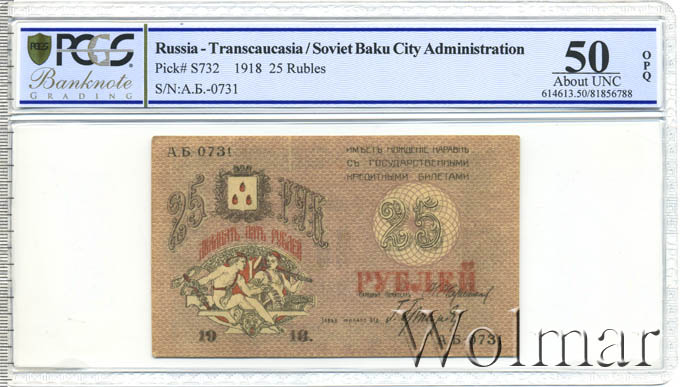 PCGS
Banknote
GRADING
Russia - Transcaucasia / Soviet Baku City Administration
Pick# S732 1918 25 Rubles
S/N:А.Б.-0731
50
About UNC
614613.50/81856788
OPQ
А.Б-0731
25 РУБ.
ДВАДЦАТЬ ПЯТЬ РУБЛЕЙ
19 18.
ИМѢЕТЪ ХОЖДЕНІЕ НАРАВНѢ
СЪ ГОСУДАРСТВЕННЫМИ
КРЕДИТНЫМИ БИЛЕТАМИ
25
РУБЛЕЙ
А.Б-0731
Wolmar